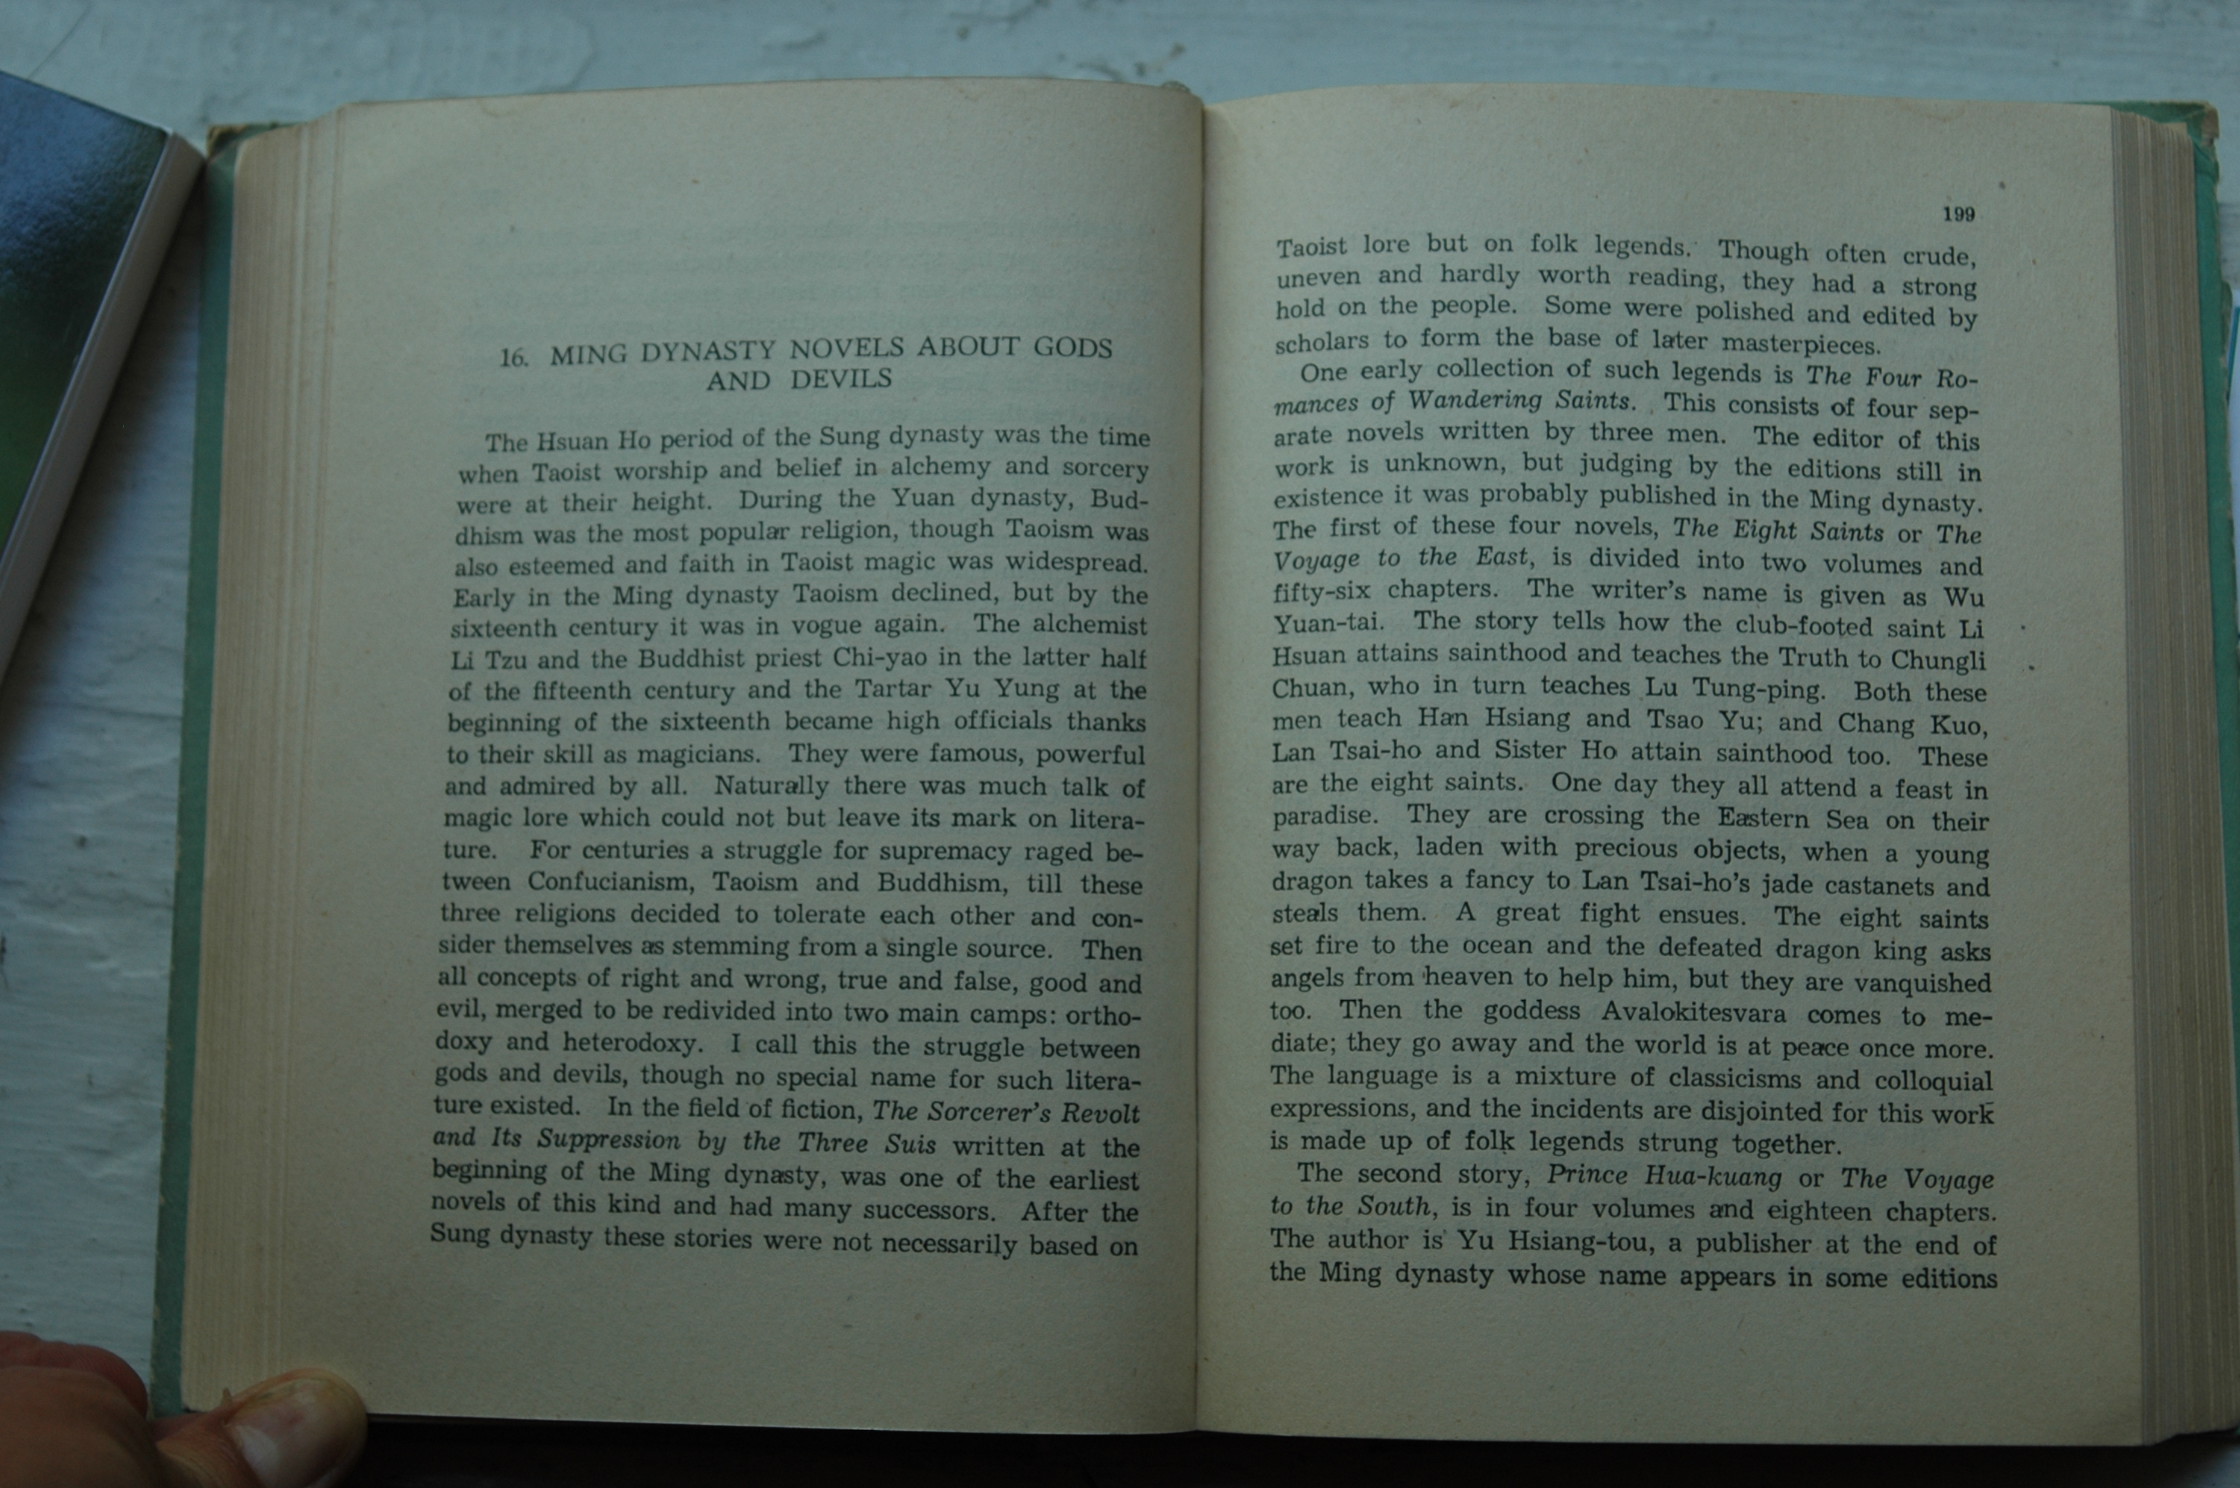 16. MING DYNASTY NOVELS ABOUT GODS
AND DEVILS
The Hsuan Ho period of the Sung dynasty was the time
when Taoist worship and belief in alchemy and sorcery
were at their height. During the Yuan dynasty, Bud-
dhism was the most popular religion, though Taoism was
also esteemed and faith in Taoist magic was widespread.
Early in the Ming dynasty Taoism declined, but by the
sixteenth century it was in vogue again. The alchemist
Li Tzu and the Buddhist priest Chi-yao in the latter half
of the fifteenth century and the Tartar Yu Yung at the
beginning of the sixteenth became high officials thanks
to their skill as magicians. They were famous, powerful
and admired by all. Naturally there was much talk of
magic lore which could not but leave its mark on litera-
ture. For centuries a struggle for supremacy raged be-
tween Confucianism, Taoism and Buddhism, till these
three religions decided to tolerate each other and con-
sider themselves as stemming from a single source. Then
all concepts of right and wrong, true and false, good and
evil, merged to be redivided into two main camps: ortho-
doxy and heterodoxy. I call this the struggle between
gods and devils, though no special name for such litera-
ture existed. In the field of fiction, The Sorcerer's Revolt
and Its Suppression by the Three Suis written at the
beginning of the Ming dynasty, was one of the earliest
novels of this kind and had many successors. After the
Sung dynasty these stories were not necessarily based on
199
Taoist lore but on folk legends. Though often crude,
uneven and hardly worth reading, they had a strong
hold on the people. Some were polished and edited by
scholars to form the base of later masterpieces.
One early collection of such legends is The Four Ro-
mances of Wandering Saints. This consists of four sep-
arate novels written by three men. The editor of this
work is unknown, but judging by the editions still in
existence it was probably published in the Ming dynasty.
The first of these four novels, The Eight Saints or The
Voyage to the East, is divided into two volumes and
fifty-six chapters. The writer's name is given as Wu
Yuan-tai. The story tells how the club-footed saint Li
Hsuan attains sainthood and teaches the Truth to Chungli
Chuan, who in turn teaches Lu Tung-ping. Both these
men teach Han Hsiang and Tsao Yu; and Chang Kuo,
Lan Tsai-ho and Sister Ho attain sainthood too. These
are the eight saints. One day they all attend a feast in
paradise. They are crossing the Eastern Sea on their
way back, laden with precious objects, when a young
dragon takes a fancy to Lan Tsai-ho's jade castanets and
steals them. A great fight ensues. The eight saints
set fire to the ocean and the defeated dragon king asks
angels from heaven to help him, but they are vanquished
too. Then the goddess Avalokitesvara comes to me-
diate; they go away and the world is at peace once more.
The language is a mixture of classicisms and colloquial
expressions, and the incidents are disjointed for this work
is made up of folk legends strung together.
The second story, Prince Hua-kuang or The Voyage
to the South, is in four volumes and eighteen chapters.
The author is Yu Hsiang-tou, a publisher at the end of
the Ming dynasty whose name appears in some editions